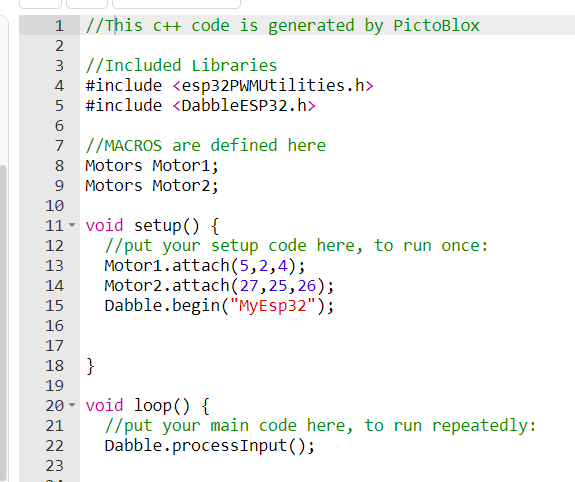 1 //This c++ code is generated by PictoBlox
2
3 //Included Libraries
4 #include <esp32PWMUtilities.h>
5 #include <DabbleESP32.h>
6
7 //MACROS are defined here
8 Motors Motor1;
9 Motors Motor2;
10
11 void setup() {
12   //put your setup code here, to run once:
13   Motor1.attach(5,2,4);
14   Motor2.attach(27,25,26);
15   Dabble.begin("MyEsp32");
16
17
18 }
19
20 void loop() {
21   //put your main code here, to run repeatedly:
22   Dabble.processInput();
23